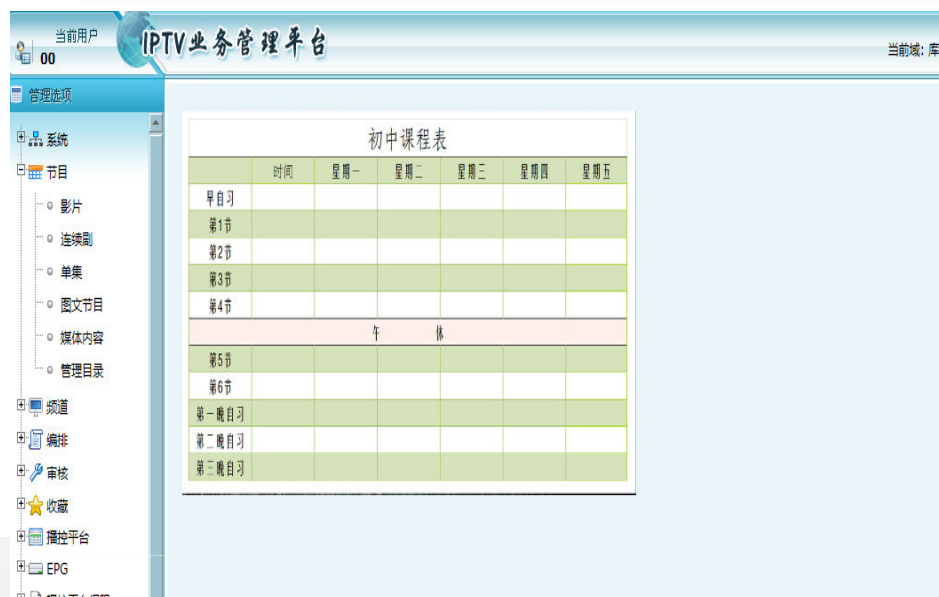 当前用户
00
IPTV业务管理平台
当前域: 库
管理选项
系统
节目
影片
连续剧
单集
图文节目
媒体内容
管理目录
频道
编排
审核
收藏
播控平台
EPG
初中课程表
时间 星期一 星期二 星期三 星期四 星期五
早自习
第1节
第2节
第3节
第4节
午 休
第5节
第6节
第一晚自习
第二晚自习
第三晚自习